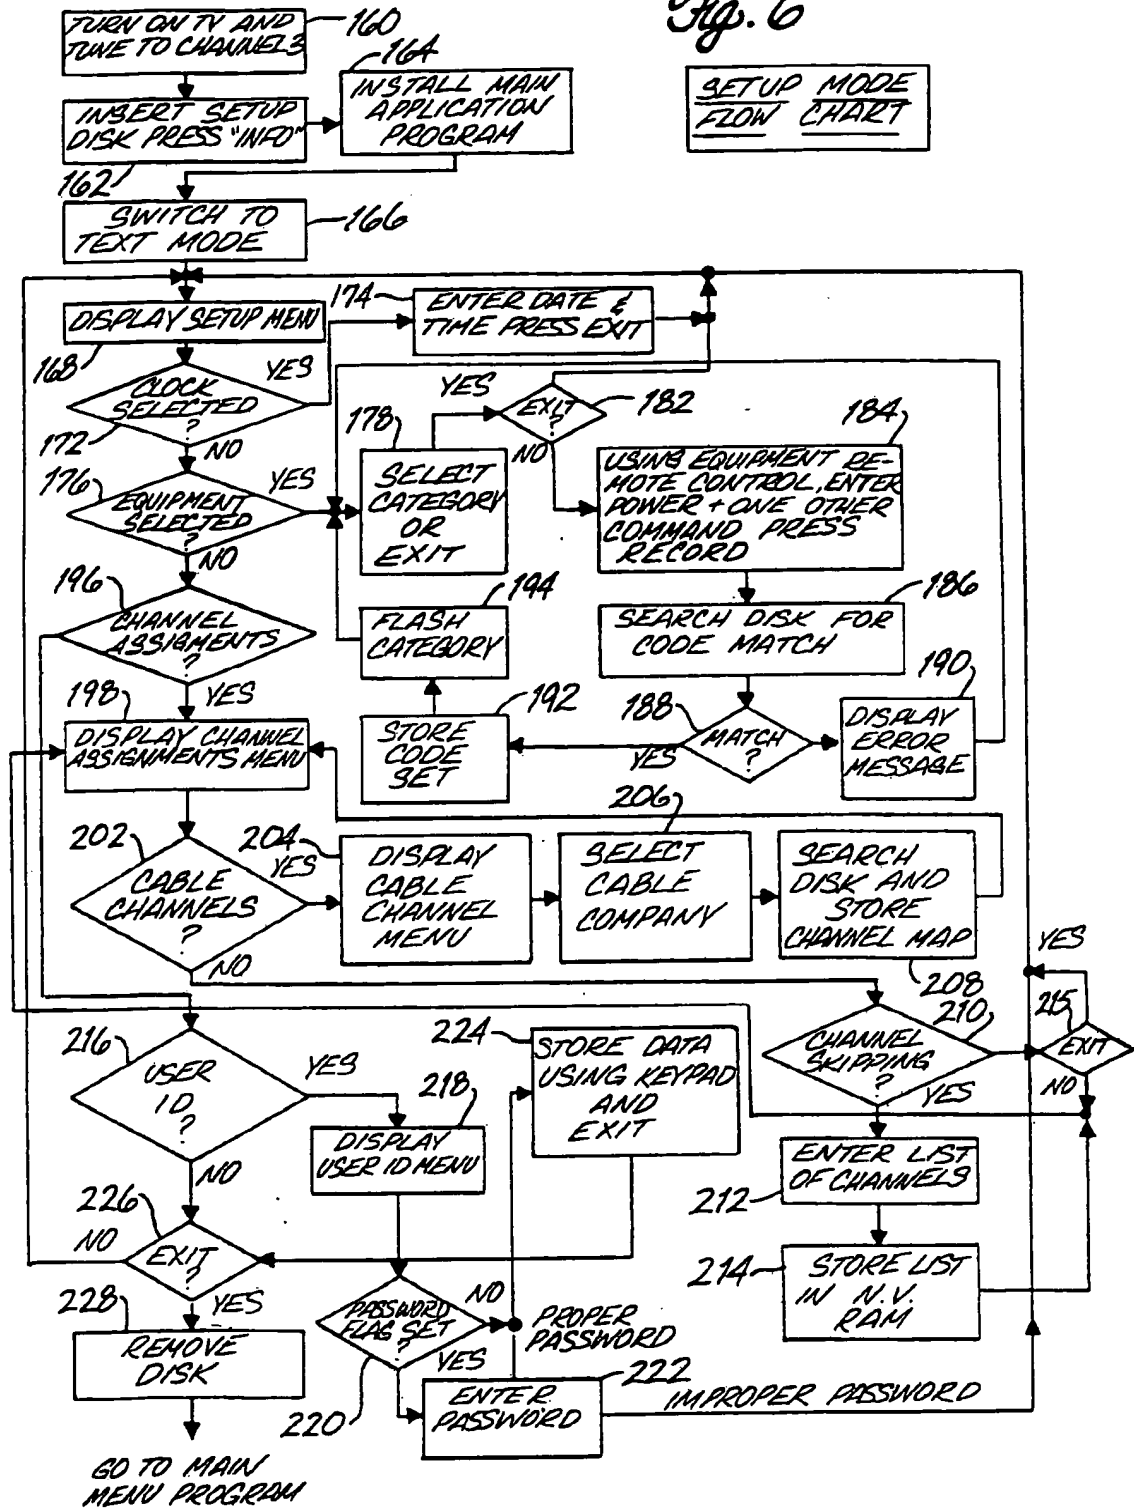 Fig. 6
SETUP MODE
FLOW CHART
TURN ON TV AND
TUNE TO CHANNEL 3
160
164
INSERT SETUP
DISK PRESS "INFO"
162
INSTALL MAIN
APPLICATION
PROGRAM
SWITCH TO
TEXT MODE
166
DISPLAY SETUP MENU
168
174
ENTER DATE &
TIME PRESS EXIT
CLOCK
SELECTED
?
172
YES
NO
176
EQUIPMENT
SELECTED
?
YES
NO
178
SELECT
CATEGORY
OR
EXIT
YES
EXIT
?
182
NO
184
USING EQUIPMENT RE-
MOTE CONTROL, ENTER
POWER + ONE OTHER
COMMAND PRESS
RECORD
186
SEARCH DISK FOR
CODE MATCH
188
MATCH
?
YES
190
DISPLAY
ERROR
MESSAGE
192
STORE
CODE
SET
194
FLASH
CATEGORY
196
CHANNEL
ASSIGMENTS
?
YES
198
DISPLAY CHANNEL
ASSIGNMENTS MENU
202
CABLE
CHANNELS
?
YES
NO
204
DISPLAY
CABLE
CHANNEL
MENU
206
SELECT
CABLE
COMPANY
SEARCH
DISK AND
STORE
CHANNEL MAP
208
210
CHANNEL
SKIPPING
?
YES
215
EXIT
YES
NO
212
ENTER LIST
OF CHANNELS
214
STORE LIST
IN N.V.
RAM
216
USER
ID
?
YES
NO
218
DISPLAY
USER ID MENU
224
STORE DATA
USING KEYPAD
AND
EXIT
226
EXIT
?
NO
YES
PASSWORD
FLAG SET
?
220
NO
YES
PROPER
PASSWORD
ENTER
PASSWORD
222
IMPROPER PASSWORD
228
REMOVE
DISK
GO TO MAIN
MENU PROGRAM